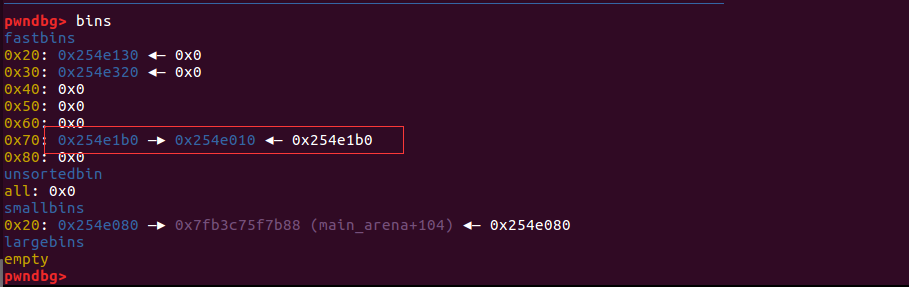 pwndbg> bins
fastbins
0x20: 0x254e130 ◂— 0x0
0x30: 0x254e320 ◂— 0x0
0x40: 0x0
0x50: 0x0
0x60: 0x0
0x70: 0x254e1b0 —▸ 0x254e010 ◂— 0x254e1b0
0x80: 0x0
unsortedbin
all: 0x0
smallbins
0x20: 0x254e080 —▸ 0x7fb3c75f7b88 (main_arena+104) ◂— 0x254e080
largebins
empty
pwndbg>